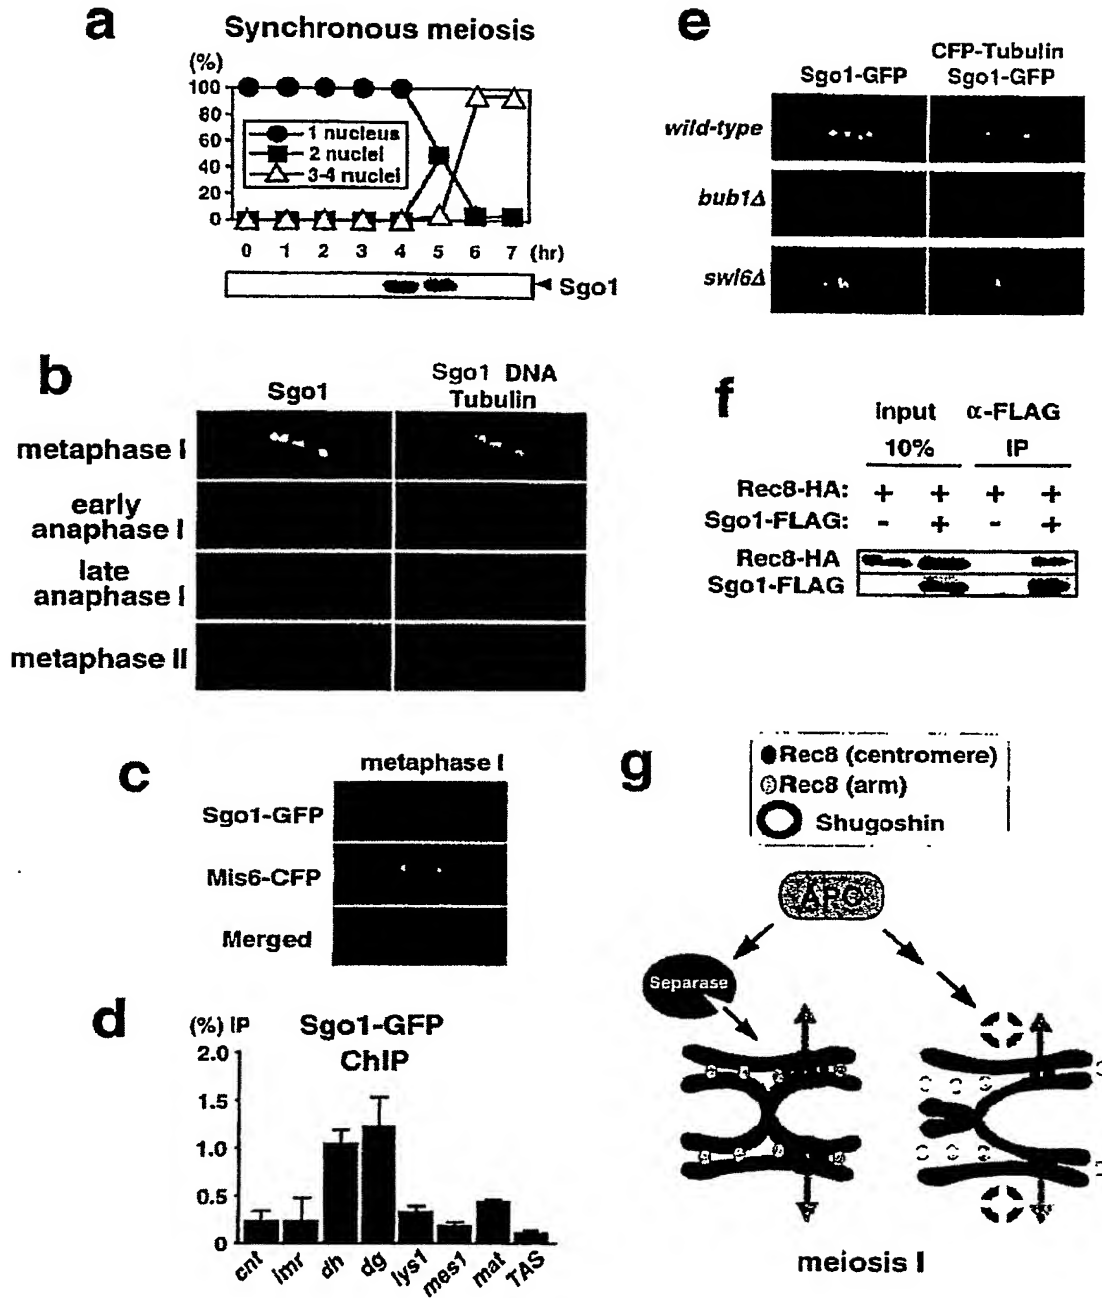 a
Synchronous meiosis
(%)
100
80
60
40
20
0
1 nucleus
2 nuclei
3-4 nuclei
0 1 2 3 4 5 6 7 (hr)
Sgo1
b
Sgo1
Sgo1 DNA
Tubulin
metaphase I
early
anaphase I
late
anaphase I
metaphase II
c
metaphase I
Sgo1-GFP
Mis6-CFP
Merged
d
(%) IP
Sgo1-GFP
ChIP
2.0
1.5
1.0
0.5
0
cnt imr dh dg lys1 mes1 mat TAS
e
Sgo1-GFP
CFP-Tubulin
Sgo1-GFP
wild-type
bub1Δ
swi6Δ
f
input α-FLAG
10% IP
Rec8-HA: + + + +
Sgo1-FLAG: - + - +
Rec8-HA
Sgo1-FLAG
g
Rec8 (centromere)
Rec8 (arm)
Shugoshin
APC
Separase
meiosis I